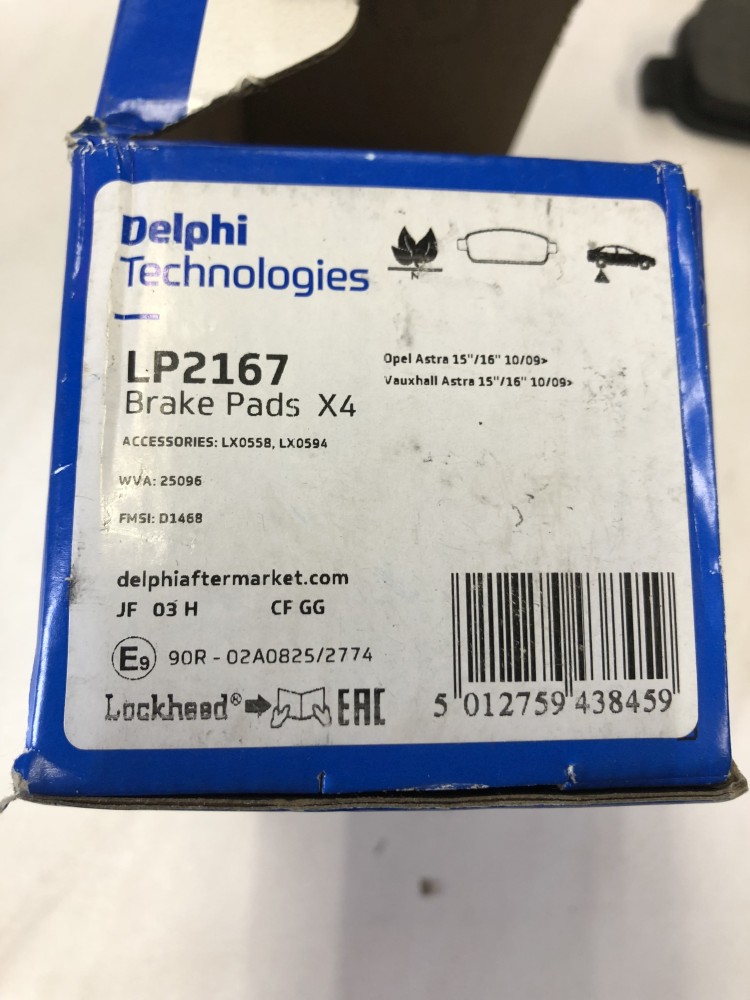 Delphi
Technologies
N
LP2167
Brake Pads X4
Opel Astra 15"/16" 10/09>
Vauxhall Astra 15"/16" 10/09>
ACCESSORIES: LX0558, LX0594
WVA: 25096
FMSI: D1468
delphiaftermarket.com
JF 03 H CF GG
E9 90R - 02A0825/2774
Lockheed® EAC
5 012759 438459